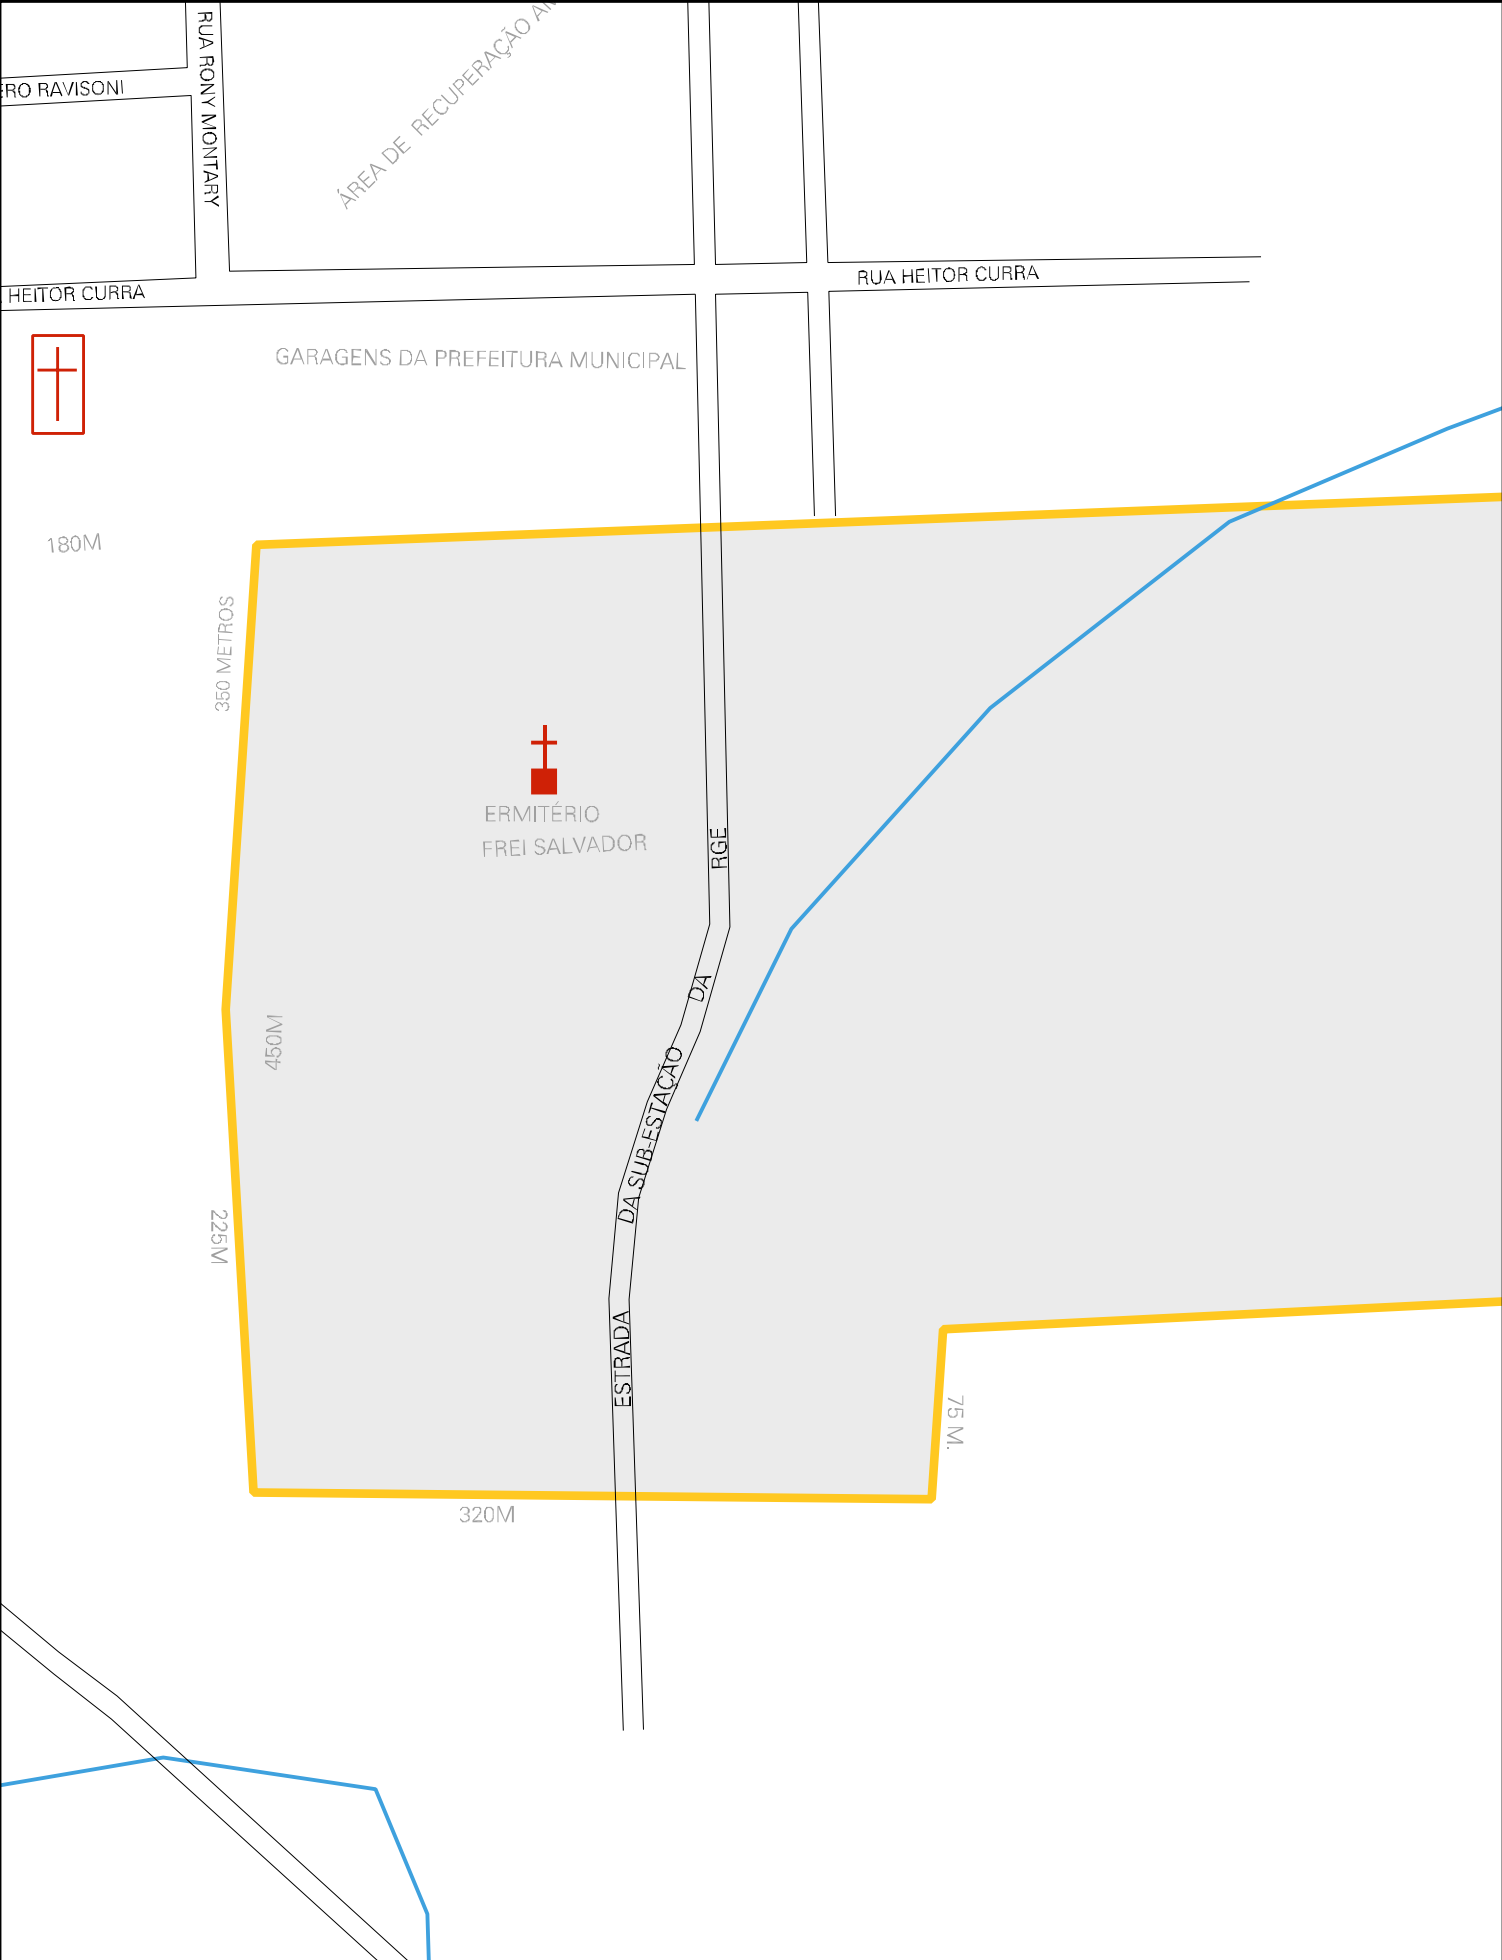 RUA RONY MONTARY
ÁREA DE RECUPERAÇÃO
RAVISONI
RUA HEITOR CURRA
HEITOR CURRA
GARAGENS DA PREFEITURA MUNICIPAL
180M
350 METROS
ERMITÉRIO
FREI SALVADOR
450M
225M
ESTRADA DA SUB-ESTAÇÃO DA RGE
75 M.
320M